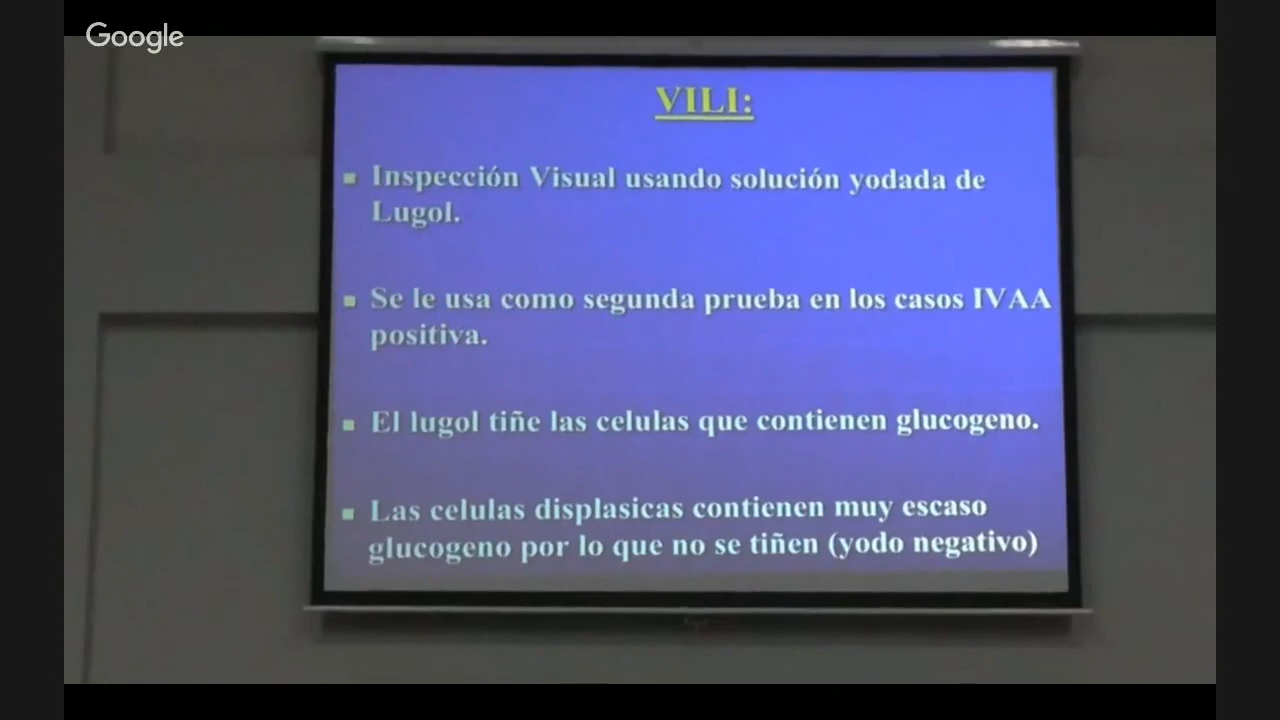 Google
VILI:
Inspección Visual usando solución yodada de
Lugol.
Se le usa como segunda prueba en los casos IVAA
positiva.
El lugol tiñe las celulas que contienen glucogeno.
Las celulas displasicas contienen muy escaso
glucogeno por lo que no se tiñen (yodo negativo)